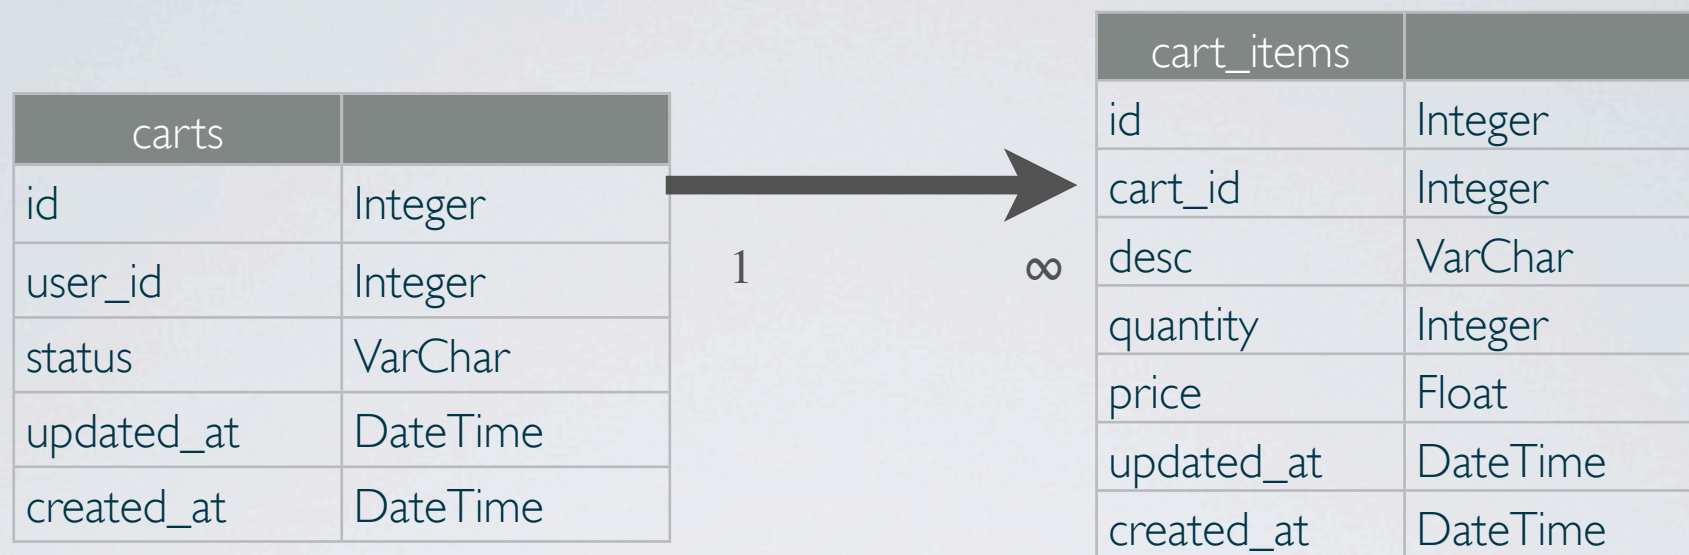 carts
id Integer
user_id Integer
status VarChar
updated_at DateTime
created_at DateTime
1 ∞
cart_items
id Integer
cart_id Integer
desc VarChar
quantity Integer
price Float
updated_at DateTime
created_at DateTime